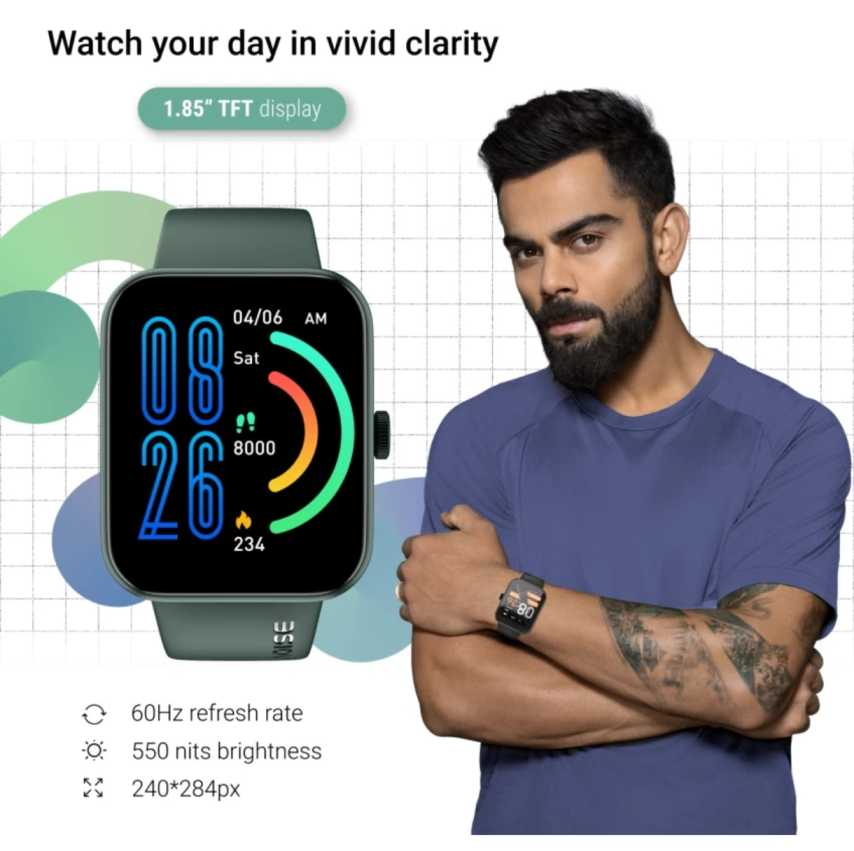 Watch your day in vivid clarity
1.85” TFT display
04/06 AM
Sat
08
26
8000
234
60Hz refresh rate
550 nits brightness
240*284px